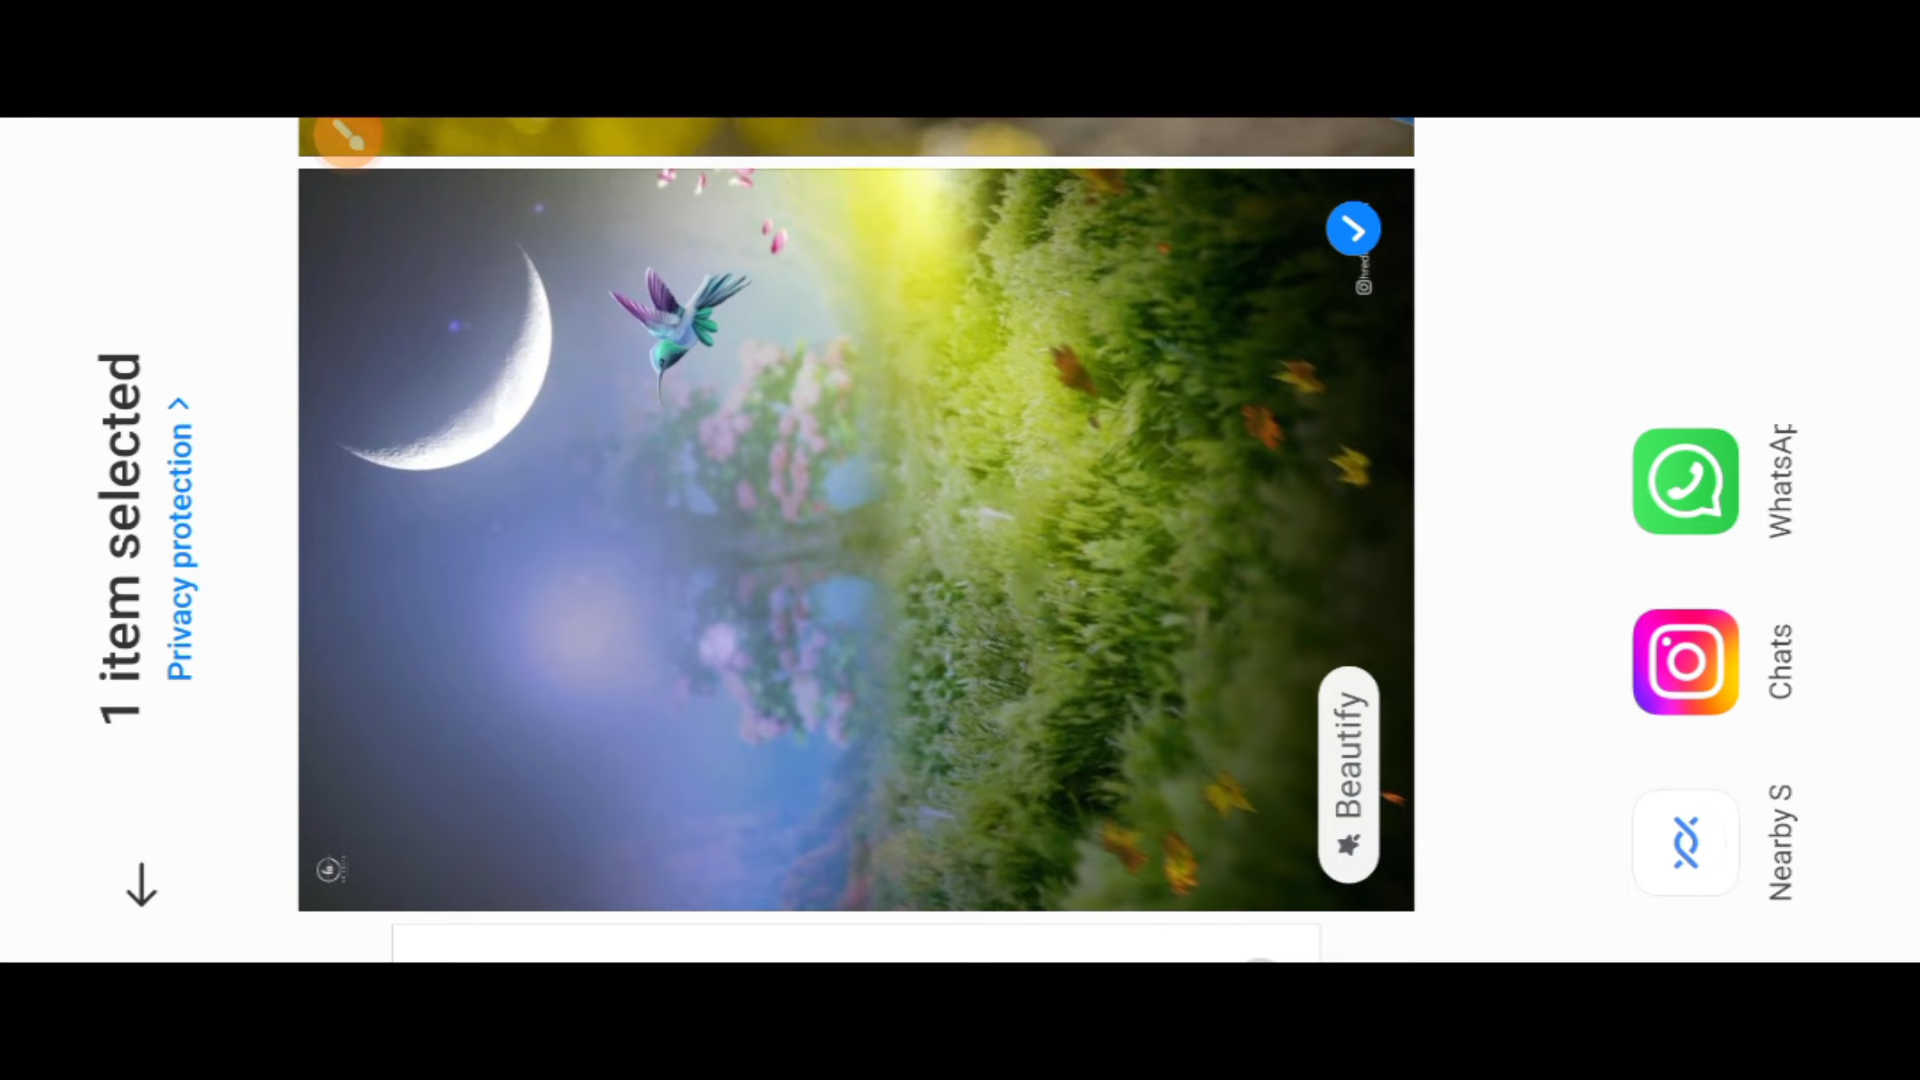 1 item selected
Privacy protection >
Beautify
Nearby S
Chats
WhatsAp